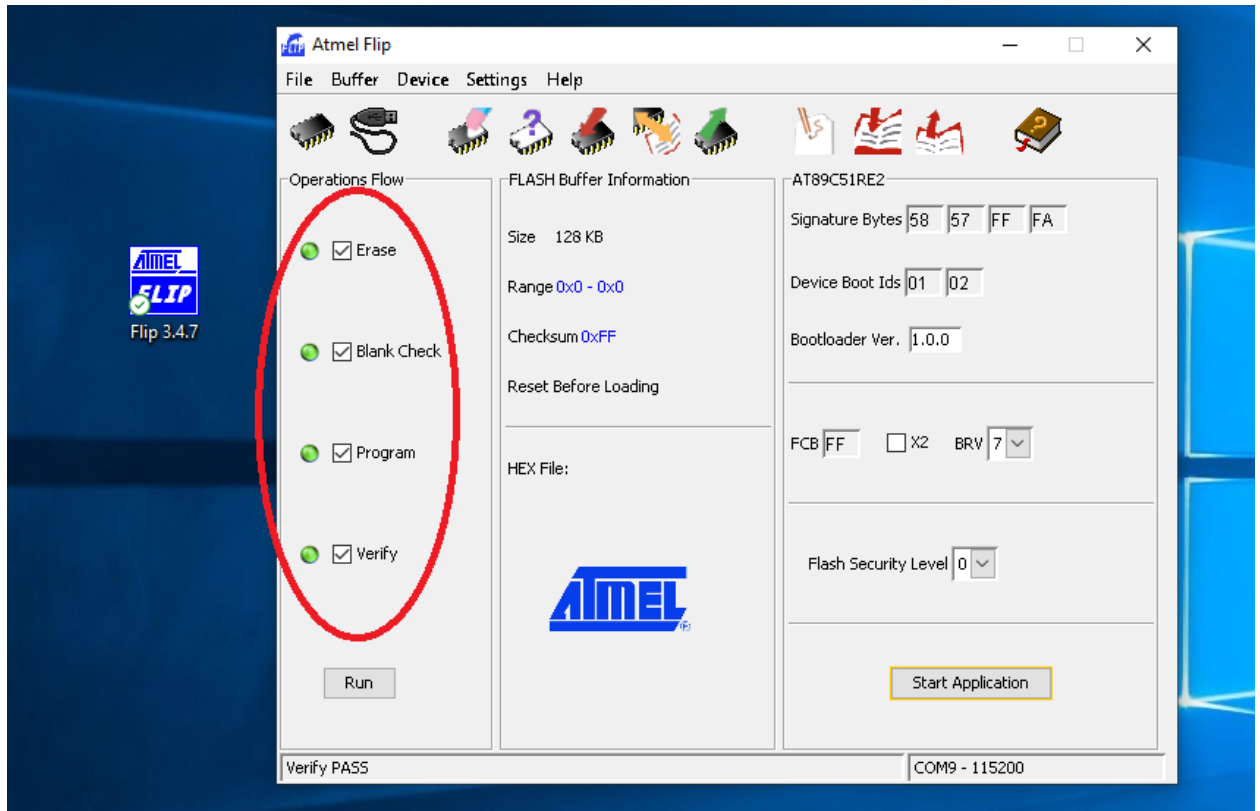 Atmel Flip
File Buffer Device Settings Help
Operations Flow
Erase
Blank Check
Program
Verify
Run
FLASH Buffer Information
Size 128 KB
Range 0x0 - 0x0
Checksum 0xFF
Reset Before Loading
HEX File:
ATMEL
®
AT89C51RE2
Signature Bytes 58 57 FF FA
Device Boot Ids 01 02
Bootloader Ver. 1.0.0
FCB FF X2 BRV 7
Flash Security Level 0
Start Application
Verify PASS
COM9 - 115200
ATMEL
FLIP
Flip 3.4.7